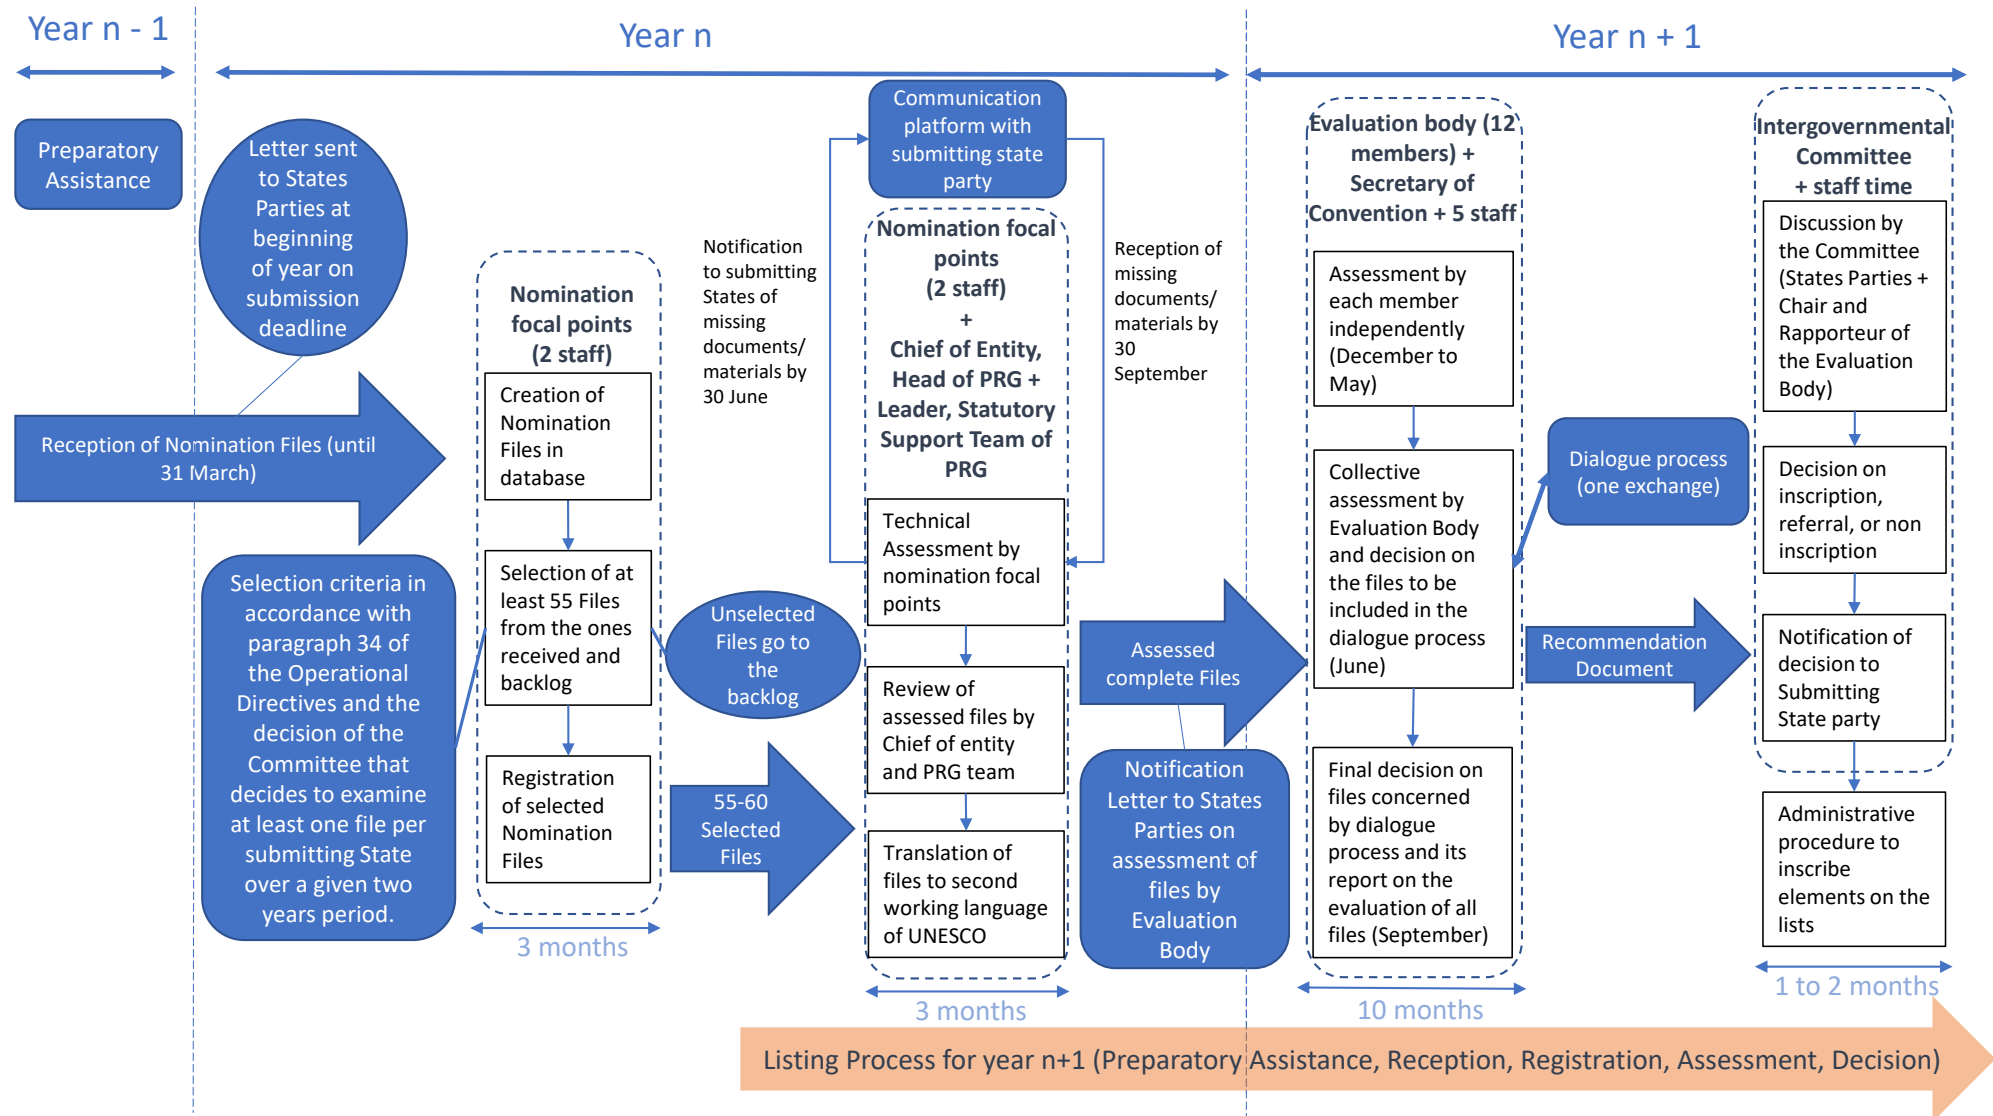 Year n - 1
Year n
Year n + 1
Preparatory
Assistance
Letter sent
to States
Parties at
beginning
of year on
submission
deadline
Reception of Nomination Files (until
31 March)
Selection criteria in
accordance with
paragraph 34 of
the Operational
Directives and the
decision of the
Committee that
decides to examine
at least one file per
submitting State
over a given two
years period.
Nomination
focal points
(2 staff)
Creation of
Nomination
Files in
database
Selection of at
least 55 Files
from the ones
received and
backlog
Registration
of selected
Nomination
Files
3 months
Unselected
Files go to
the
backlog
55-60
Selected
Files
Notification
to submitting
States of
missing
documents/
materials by
30 June
Communication
platform with
submitting state
party
Reception of
missing
documents/
materials by
30
September
Nomination focal
points
(2 staff)
+
Chief of Entity,
Head of PRG +
Leader, Statutory
Support Team of
PRG
Technical
Assessment by
nomination focal
points
Review of
assessed files by
Chief of entity
and PRG team
Translation of
files to second
working language
of UNESCO
3 months
Assessed
complete Files
Notification
Letter to States
Parties on
assessment of
files by
Evaluation
Body
Evaluation body (12
members) +
Secretary of
Convention + 5 staff
Assessment by
each member
independently
(December to
May)
Collective
assessment by
Evaluation Body
and decision on
the files to be
included in the
dialogue process
(June)
Final decision on
files concerned
by dialogue
process and its
report on the
evaluation of all
files (September)
10 months
Dialogue process
(one exchange)
Recommendation
Document
Intergovernmental
Committee
+ staff time
Discussion by
the Committee
(States Parties +
Chair and
Rapporteur of
the Evaluation
Body)
Decision on
inscription,
referral, or non
inscription
Notification of
decision to
Submitting
State party
Administrative
procedure to
inscribe
elements on the
lists
1 to 2 months
Listing Process for year n+1 (Preparatory Assistance, Reception, Registration, Assessment, Decision)